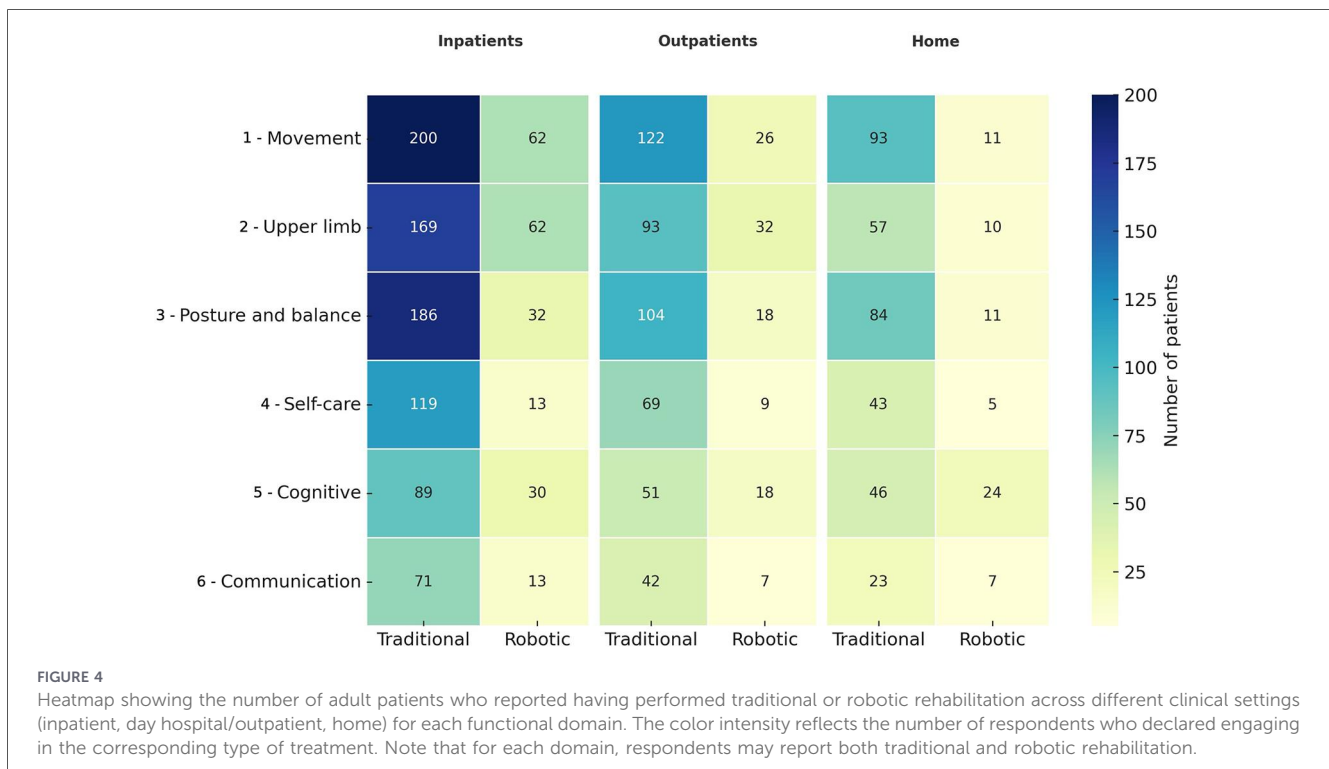 Inpatients Outpatients Home
200
1 - Movement 200 62 122 26 93 11
175
2 - Upper limb 169 62 93 32 57 10
150
3 - Posture and balance 186 32 104 18 84 11
125
100
Number of patients
4 - Self-care 119 13 69 9 43 5
75
5 - Cognitive 89 30 51 18 46 24
50
6 - Communication 71 13 42 7 23 7
25
Traditional Robotic Traditional Robotic Traditional Robotic
FIGURE 4
Heatmap showing the number of adult patients who reported having performed traditional or robotic rehabilitation across different clinical settings
(inpatient, day hospital/outpatient, home) for each functional domain. The color intensity reflects the number of respondents who declared engaging
in the corresponding type of treatment. Note that for each domain, respondents may report both traditional and robotic rehabilitation.